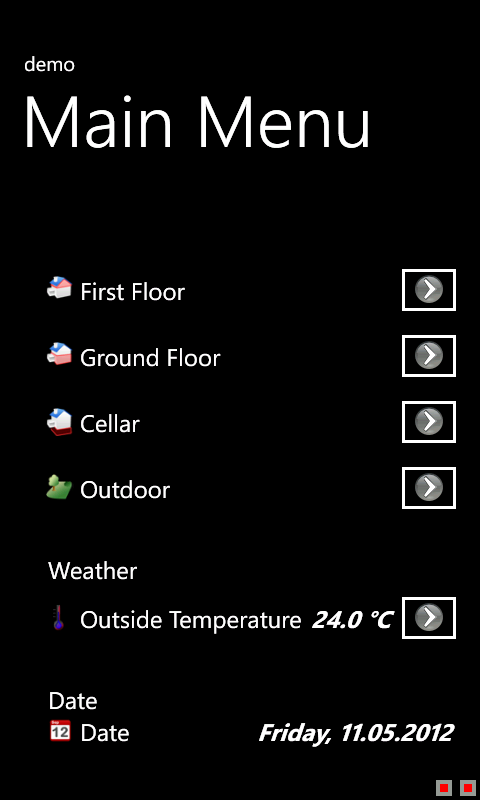 demo
Main Menu
First Floor
Ground Floor
Cellar
Outdoor
Weather
Outside Temperature 24.0 °C
Date
12 Date Friday, 11.05.2012